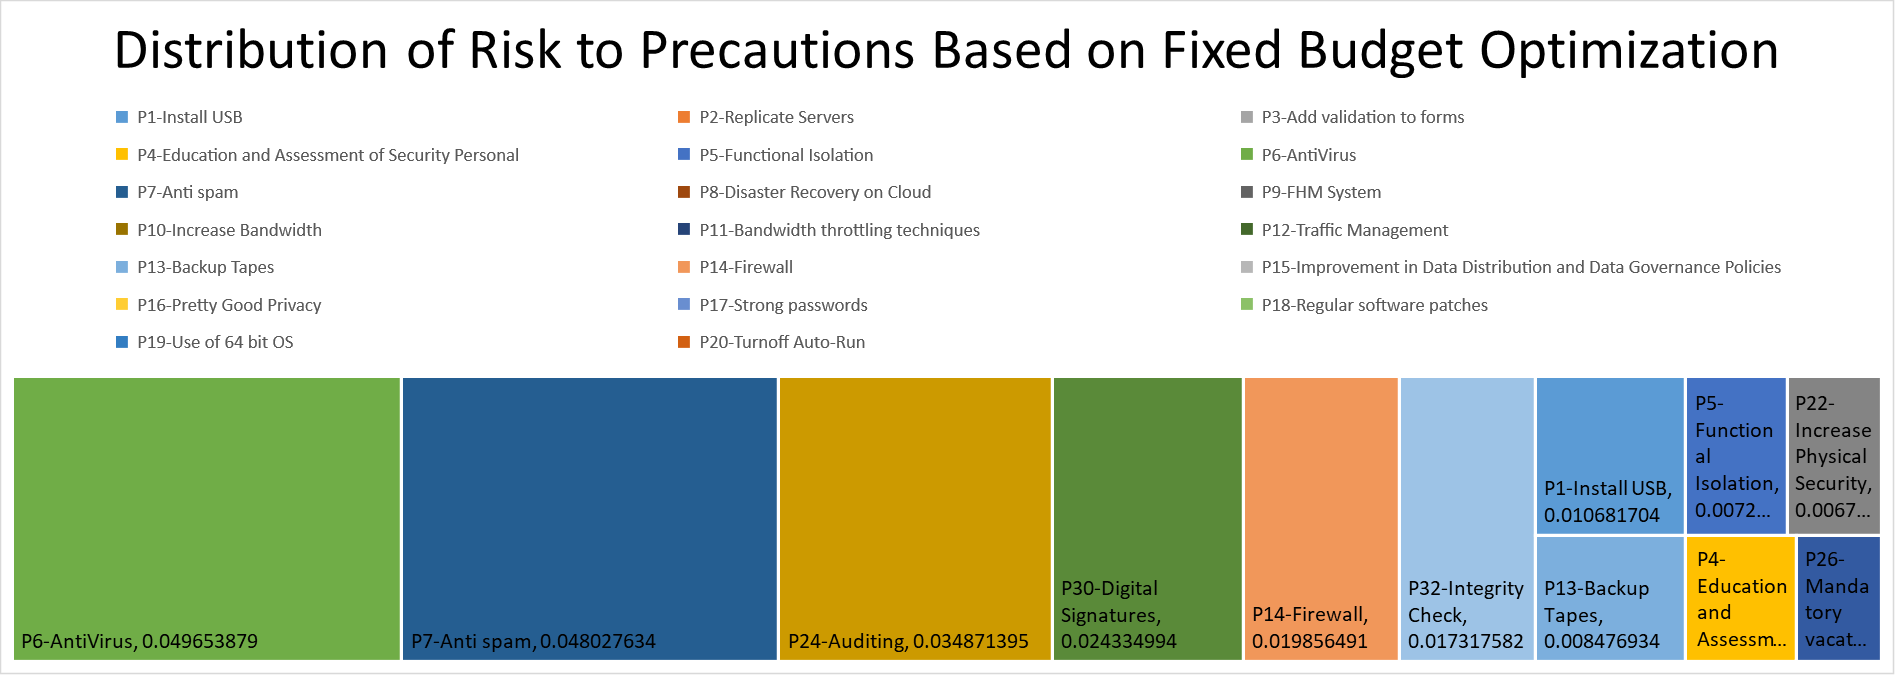 Distribution of Risk to Precautions Based on Fixed Budget Optimization
P1-Install USB
P2-Replicate Servers
P3-Add validation to forms
P4-Education and Assessment of Security Personal
P5-Functional Isolation
P6-AntiVirus
P7-Anti spam
P8-Disaster Recovery on Cloud
P9-FHM System
P10-Increase Bandwidth
P11-Bandwidth throttling techniques
P12-Traffic Management
P13-Backup Tapes
P14-Firewall
P15-Improvement in Data Distribution and Data Governance Policies
P16-Pretty Good Privacy
P17-Strong passwords
P18-Regular software patches
P19-Use of 64 bit OS
P20-Turnoff Auto-Run
P6-AntiVirus, 0.049653879
P7-Anti spam, 0.048027634
P24-Auditing, 0.034871395
P30-Digital
Signatures,
0.024334994
P14-Firewall,
0.019856491
P32-Integrity
Check,
0.017317582
P1-Install USB,
0.010681704
P13-Backup
Tapes,
0.008476934
P5-
Function
al
Isolation,
0.0072...
P22-
Increase
Physical
Security,
0.0067...
P4-
Education
and
Assessm...
P26-
Manda
tory
vacat...